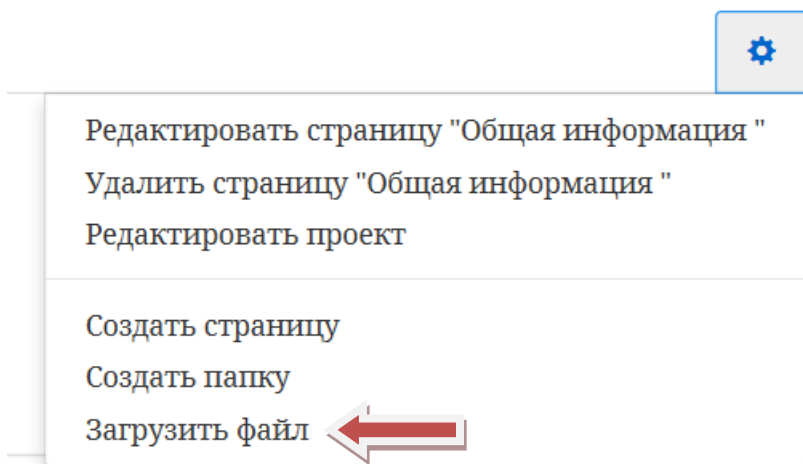 Редактировать страницу "Общая информация "
Удалить страницу "Общая информация "
Редактировать проект
Создать страницу
Создать папку
Загрузить файл